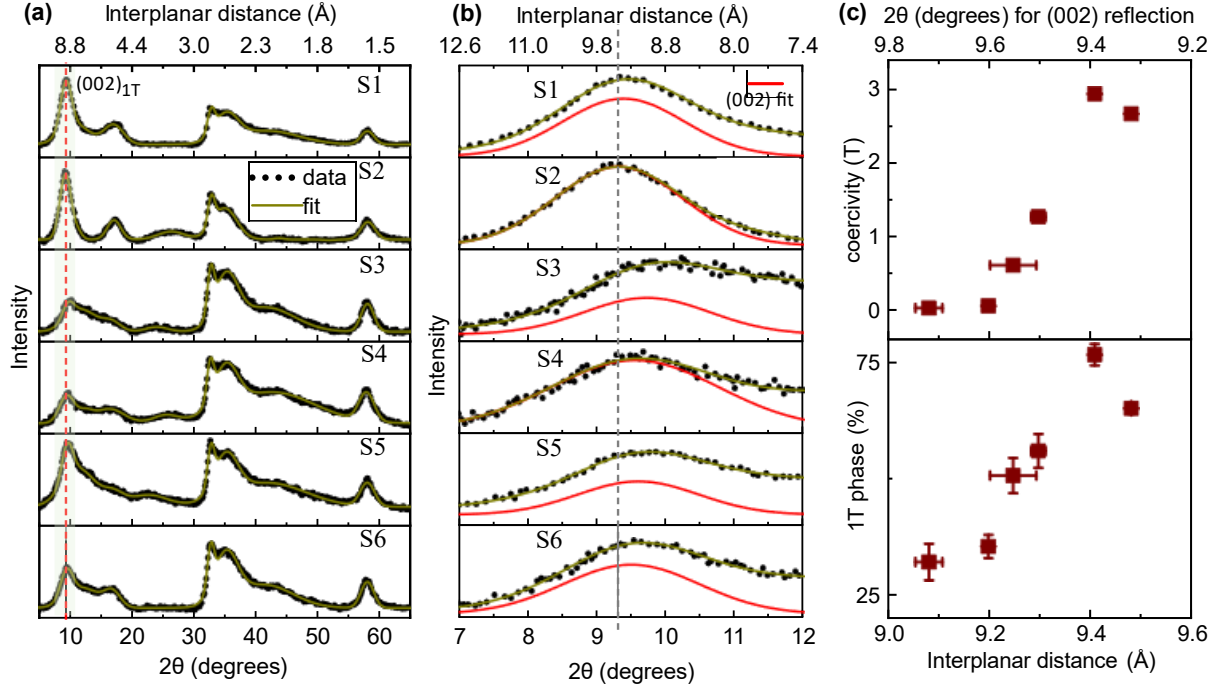 (a)
Interplanar distance (Å)
8.8 4.4 3.0 2.3 1.8 1.5
(002)1T
S1
S2
data
fit
S3
S4
S5
S6
Intensity
10 20 30 40 50 60
2θ (degrees)
(b)
Interplanar distance (Å)
12.6 11.0 9.8 8.8 8.0 7.4
S1
(002) fit
S2
S3
S4
S5
S6
Intensity
7 8 9 10 11 12
2θ (degrees)
(c)
2θ (degrees) for (002) reflection
9.8 9.6 9.4 9.2
3
2
1
0
coercivity (T)
75
25
1T phase (%)
9.0 9.2 9.4 9.6
Interplanar distance (Å)